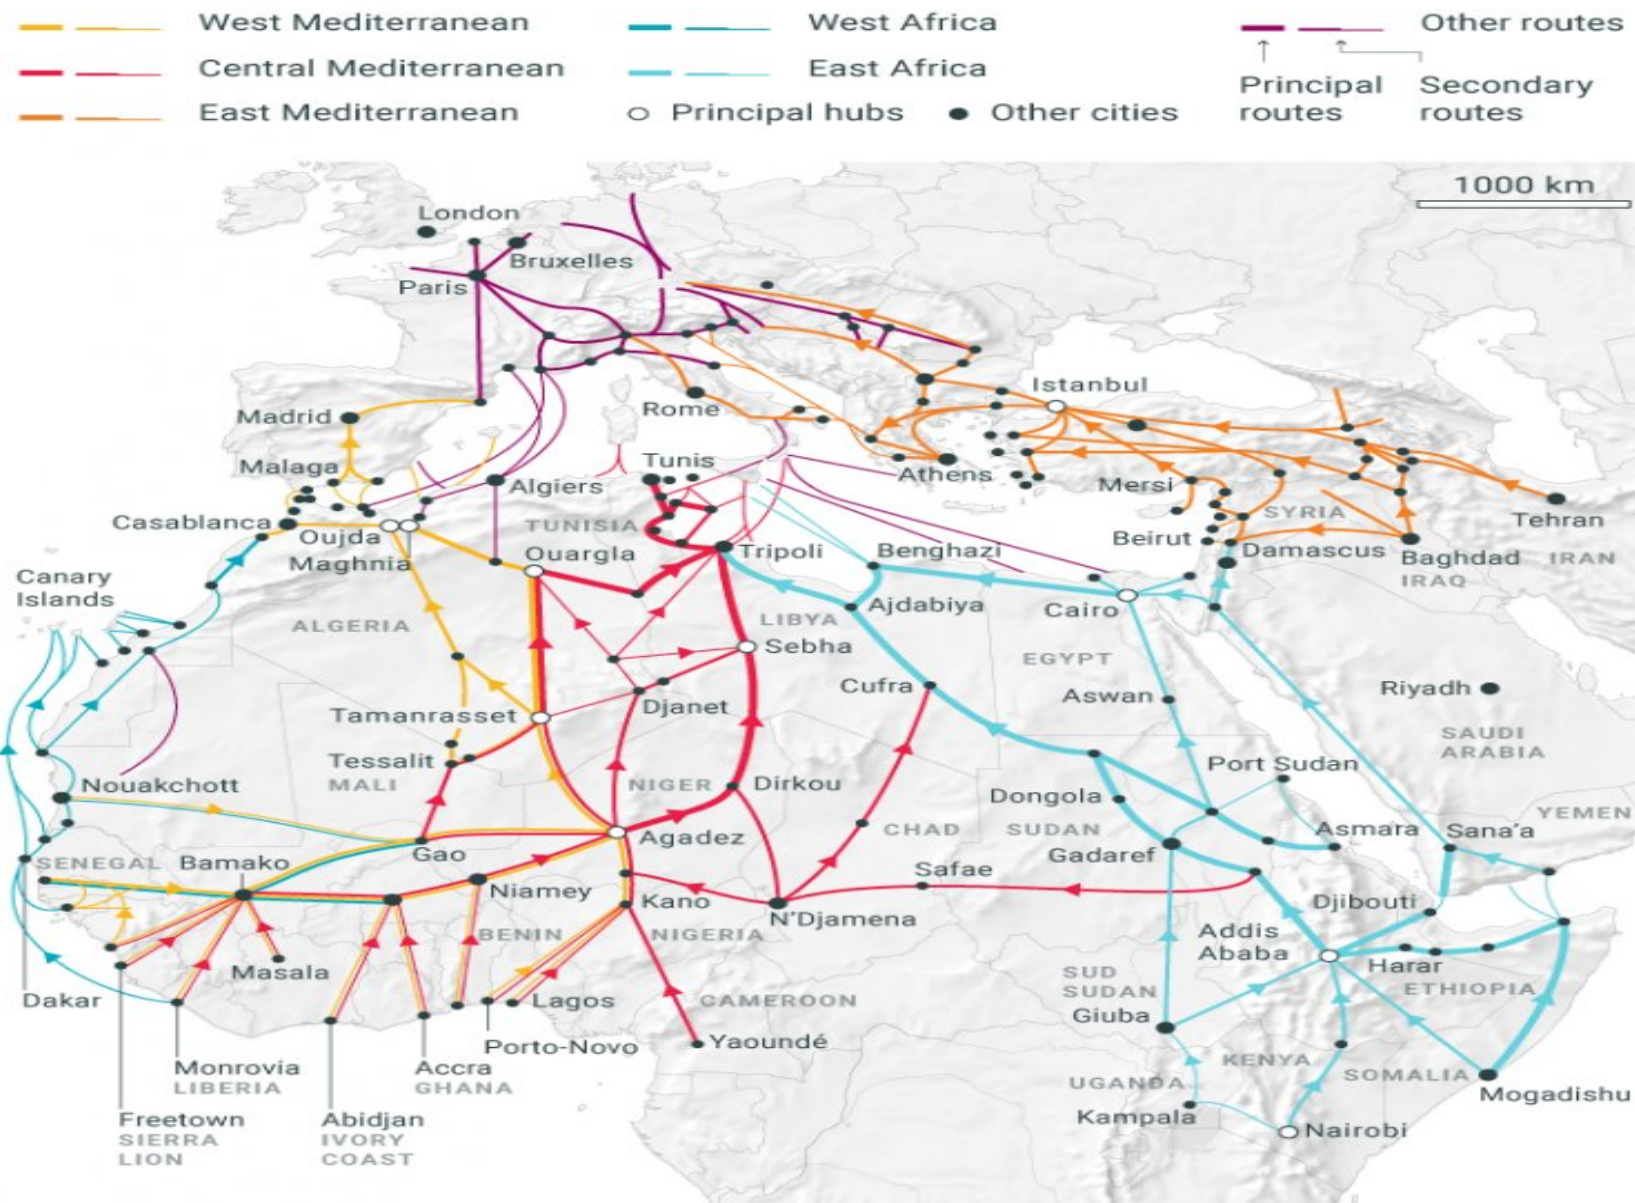 West Mediterranean
West Africa
Other routes
Central Mediterranean
East Africa
Principal
routes
Secondary
routes
East Mediterranean
Principal hubs
Other cities
1000 km
London
Bruxelles
Paris
Istanbul
Madrid
Rome
Malaga
Tunis
Athens
Algiers
Mersi
Casablanca
TUNISIA
SYRIA
Tehran
Oujda
Maghnia
Ouargla
Tripoli
Benghazi
Beirut
Damascus
Baghdad
IRAN
IRAQ
Canary
Islands
ALGERIA
LIBYA
Ajdabiya
Cairo
Sebha
EGYPT
Cufra
Aswan
Riyadh
Djanet
Tamanrasset
SAUDI
ARABIA
Tessalit
MALI
Nouakchott
NIGER
Dirkou
Port Sudan
Dongola
YEMEN
Agadez
CHAD
SUDAN
Asmara
Sana'a
Gao
Gadaref
SENEGAL
Bamako
Safae
Niamey
Kano
N'Djamena
Djibouti
BENIN
NIGERIA
Addis
Ababa
Harar
Masala
SUD
SUDAN
ETHIOPIA
Dakar
Lagos
CAMEROON
Giuba
Porto-Novo
Yaoundé
Monrovia
LIBERIA
Accra
GHANA
KENYA
UGANDA
SOMALIA
Mogadishu
Kampala
Freetown
SIERRA
LION
Abidjan
IVORY
COAST
Nairobi